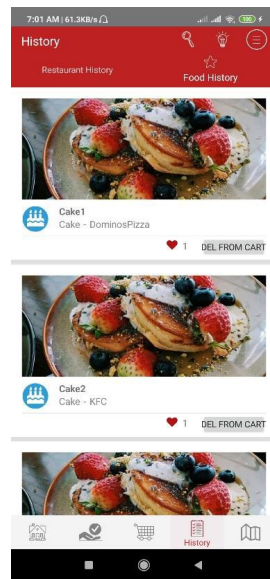 7:01 AM | 61.3KB/s
100
History
Restaurant History
Food History
Cake1
Cake - DominosPizza
1
DEL FROM CART
Cake2
Cake - KFC
1
DEL FROM CART
History